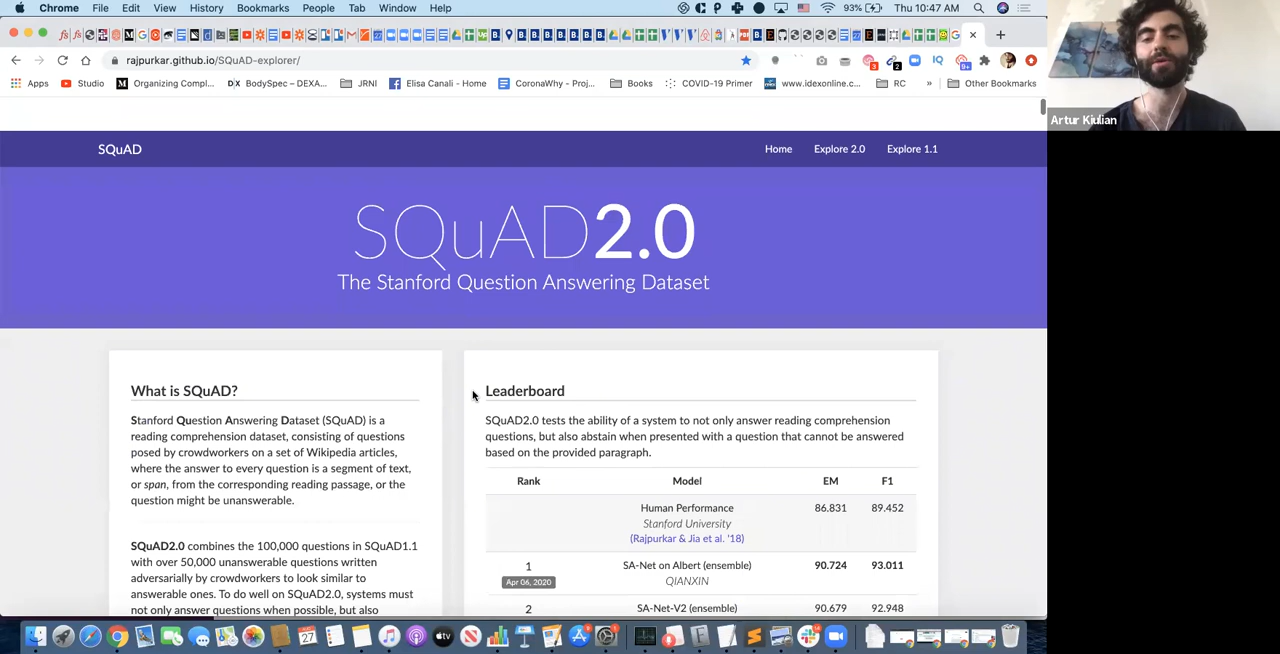 Chrome File Edit View History Bookmarks People Tab Window Help 93% Thu 10:47 AM
rajpurkar.github.io/SQuAD-explorer/
Apps Studio Organizing Compl... BodySpec – DEXA... JRNI Elisa Canali - Home CoronaWhy - Proj... Books COVID-19 Primer www.idexonline.c... RC » Other Bookmarks
Artur Kiulian
SQuAD Home Explore 2.0 Explore 1.1
SQuAD2.0
The Stanford Question Answering Dataset
What is SQuAD?
Stanford Question Answering Dataset (SQuAD) is a
reading comprehension dataset, consisting of questions
posed by crowdworkers on a set of Wikipedia articles,
where the answer to every question is a segment of text,
or span, from the corresponding reading passage, or the
question might be unanswerable.
SQuAD2.0 combines the 100,000 questions in SQuAD1.1
with over 50,000 unanswerable questions written
adversarially by crowdworkers to look similar to
answerable ones. To do well on SQuAD2.0, systems must
not only answer questions when possible, but also
Leaderboard
SQuAD2.0 tests the ability of a system to not only answer reading comprehension
questions, but also abstain when presented with a question that cannot be answered
based on the provided paragraph.
Rank Model EM F1
Human Performance 86.831 89.452
Stanford University
(Rajpurkar & Jia et al. '18)
1 SA-Net on Albert (ensemble) 90.724 93.011
Apr 06, 2020 QIANXIN
2 SA-Net-V2 (ensemble) 90.679 92.948